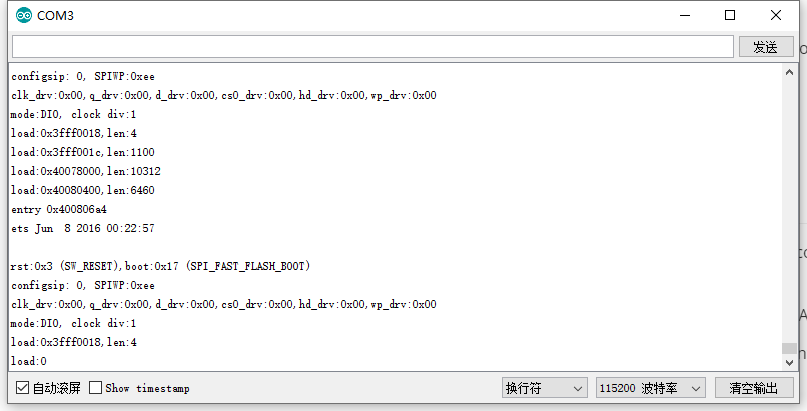 COM3
发送
configsip: 0, SPIWP:0xee
clk_drv:0x00,q_drv:0x00,d_drv:0x00,cs0_drv:0x00,hd_drv:0x00,wp_drv:0x00
mode:DIO, clock div:1
load:0x3fff0018,len:4
load:0x3fff001c,len:1100
load:0x40078000,len:10312
load:0x40080400,len:6460
entry 0x400806a4
ets Jun  8 2016 00:22:57
rst:0x3 (SW_RESET),boot:0x17 (SPI_FAST_FLASH_BOOT)
configsip: 0, SPIWP:0xee
clk_drv:0x00,q_drv:0x00,d_drv:0x00,cs0_drv:0x00,hd_drv:0x00,wp_drv:0x00
mode:DIO, clock div:1
load:0x3fff0018,len:4
load:0
自动滚屏 Show timestamp 换行符 115200 波特率 清空输出